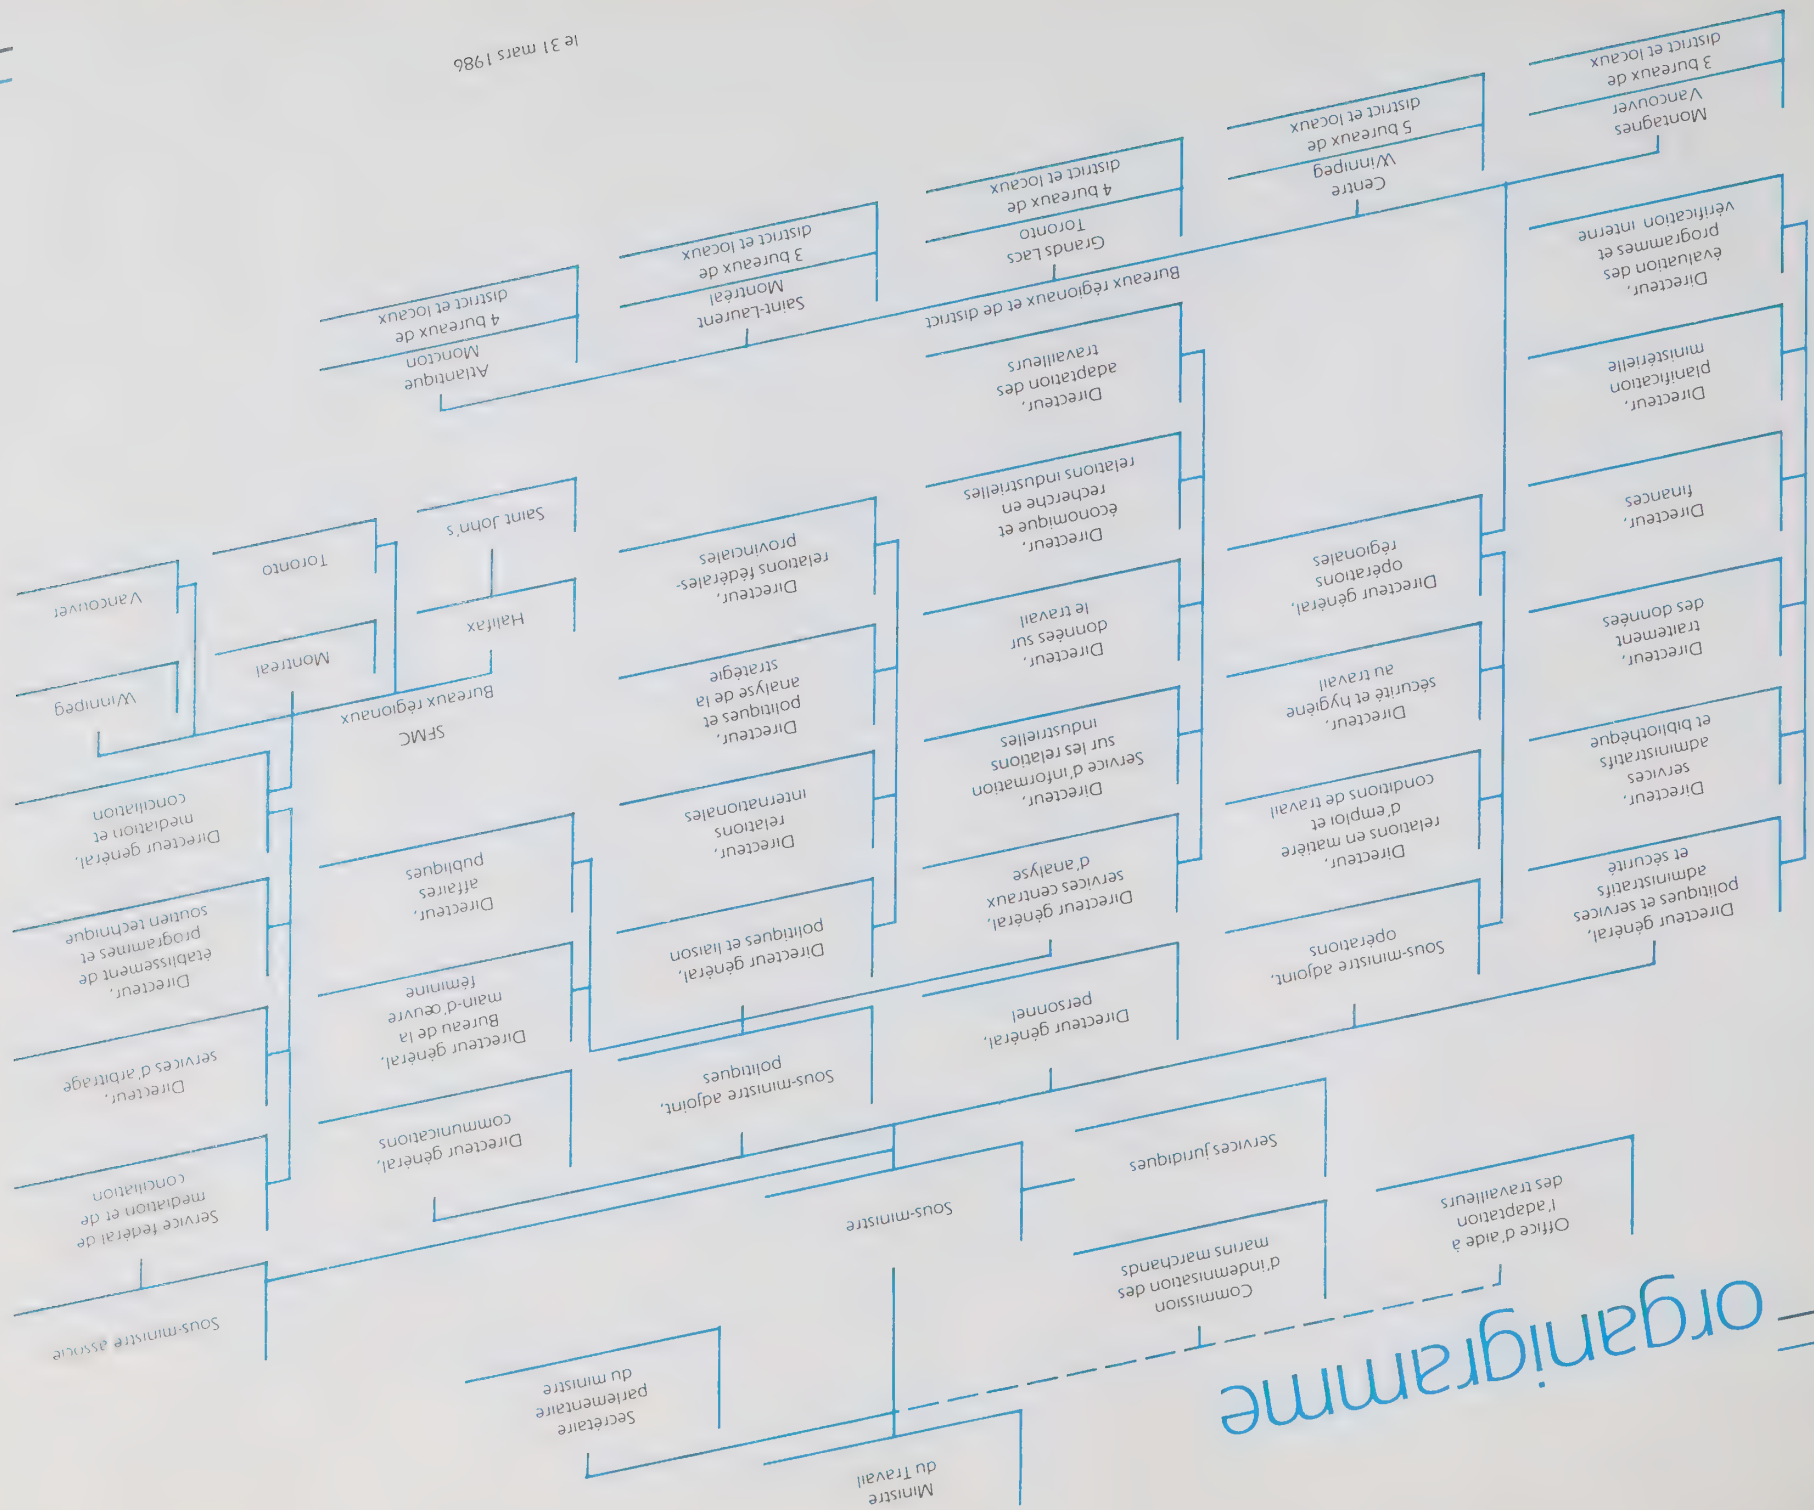 organigramme
Ministre
du Travail
Secrétaire
parlementaire
du ministre
Commission
d'indemnisation des
marins marchands
Office d'aide à
l'adaptation
des travailleurs
Sous-ministre
Services juridiques
Sous-ministre associé
Directeur général,
politiques et services
administratifs
et sécurité
Directeur,
services
administratifs
et bibliothèque
Directeur,
traitement
des données
Directeur,
finances
Directeur,
planification
ministérielle
Directeur,
évaluation des
programmes et
vérification interne
Sous-ministre adjoint,
opérations
Directeur,
relations en matière
d'emploi et
conditions de travail
Directeur,
sécurité et hygiène
au travail
Directeur général,
opérations
régionales
Directeur général,
personnel
Directeur général,
services centraux
d'analyse
Directeur,
Service d'information
sur les relations
industrielles
Directeur,
données sur
le travail
Directeur,
économique et
recherche en
relations industrielles
Directeur,
adaptation des
travailleurs
Sous-ministre adjoint,
politiques
Directeur général,
politiques et liaison
Directeur,
relations
internationales
Directeur,
politiques et
analyse de la
stratégie
Directeur,
relations fédérales-
provinciales
Directeur général,
communications
Directeur général,
Bureau de la
main-d'œuvre
féminine
Directeur,
affaires
publiques
Service fédéral de
médiation et de
conciliation
Directeur,
services d'arbitrage
Directeur,
établissement de
programmes et
soutien technique
Directeur général,
médiation et
conciliation
SFMC
Bureaux régionaux
Halifax
Saint John's
Montréal
Toronto
Winnipeg
Vancouver
Bureaux régionaux et de district
Montagnes
Vancouver
3 bureaux de
district et locaux
Centre
Winnipeg
5 bureaux de
district et locaux
Grands Lacs
Toronto
4 bureaux de
district et locaux
Saint-Laurent
Montréal
3 bureaux de
district et locaux
Atlantique
Moncton
4 bureaux de
district et locaux
le 31 mars 1986